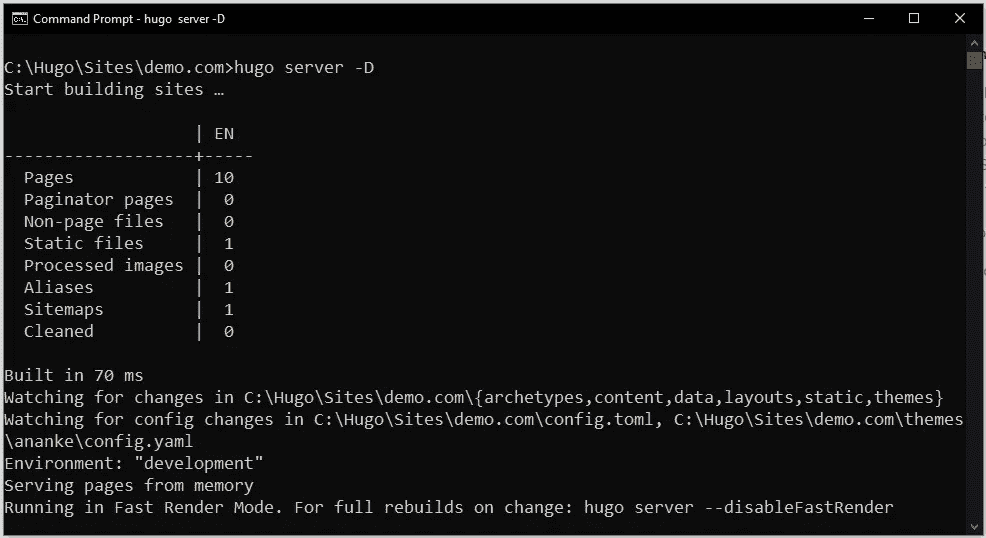 Command Prompt - hugo  server -D
C:\Hugo\Sites\demo.com>hugo server -D
Start building sites …
                   | EN
-------------------+-----
  Pages            | 10
  Paginator pages  |  0
  Non-page files   |  0
  Static files     |  1
  Processed images |  0
  Aliases          |  1
  Sitemaps         |  1
  Cleaned          |  0
Built in 70 ms
Watching for changes in C:\Hugo\Sites\demo.com\{archetypes,content,data,layouts,static,themes}
Watching for config changes in C:\Hugo\Sites\demo.com\config.toml, C:\Hugo\Sites\demo.com\themes
\ananke\config.yaml
Environment: "development"
Serving pages from memory
Running in Fast Render Mode. For full rebuilds on change: hugo server --disableFastRender